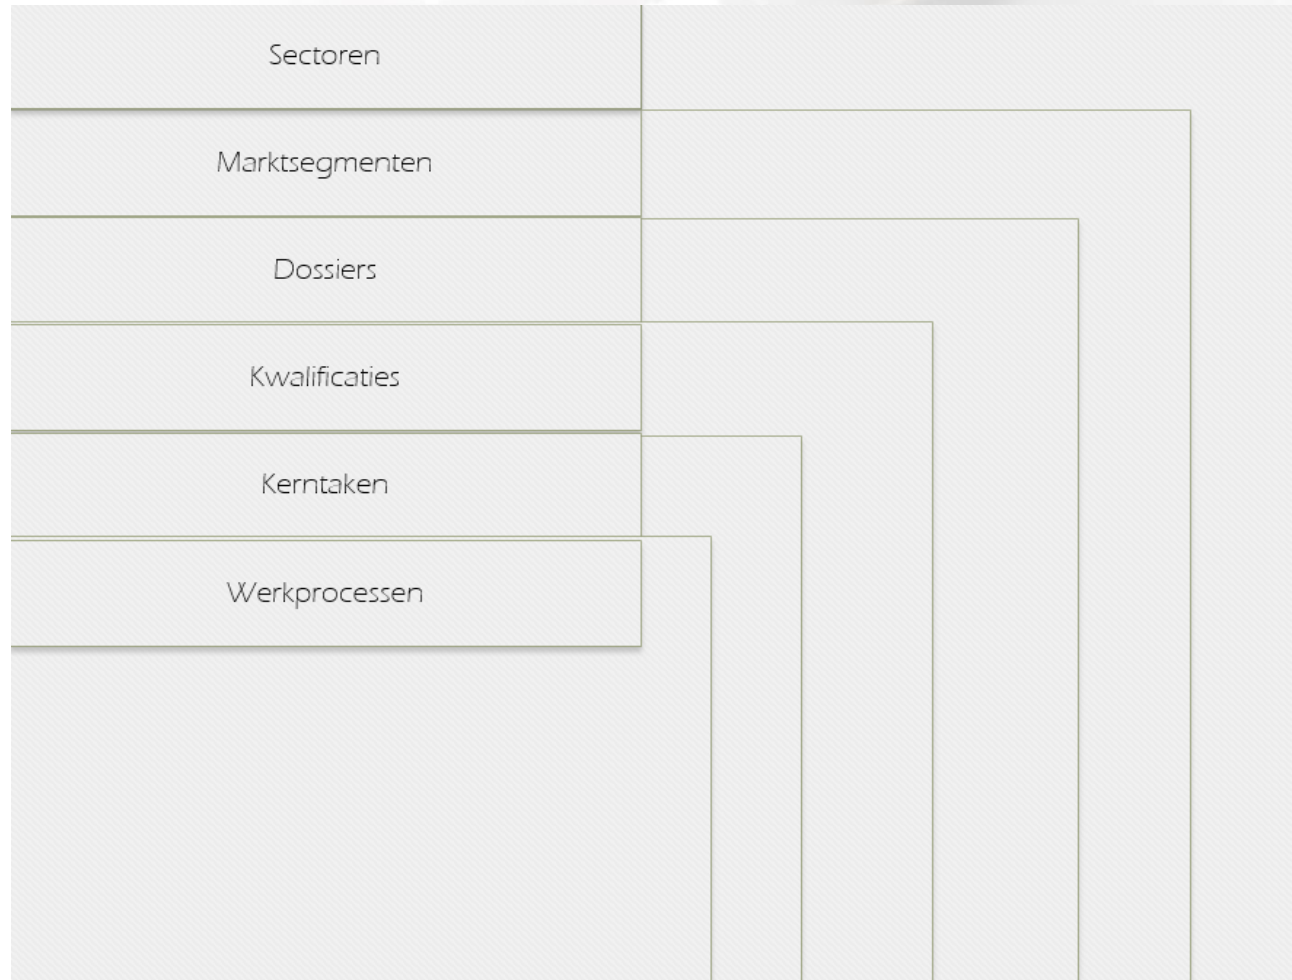 Sectoren
Marktsegmenten
Dossiers
Kwalificaties
Kerntaken
Werkprocessen